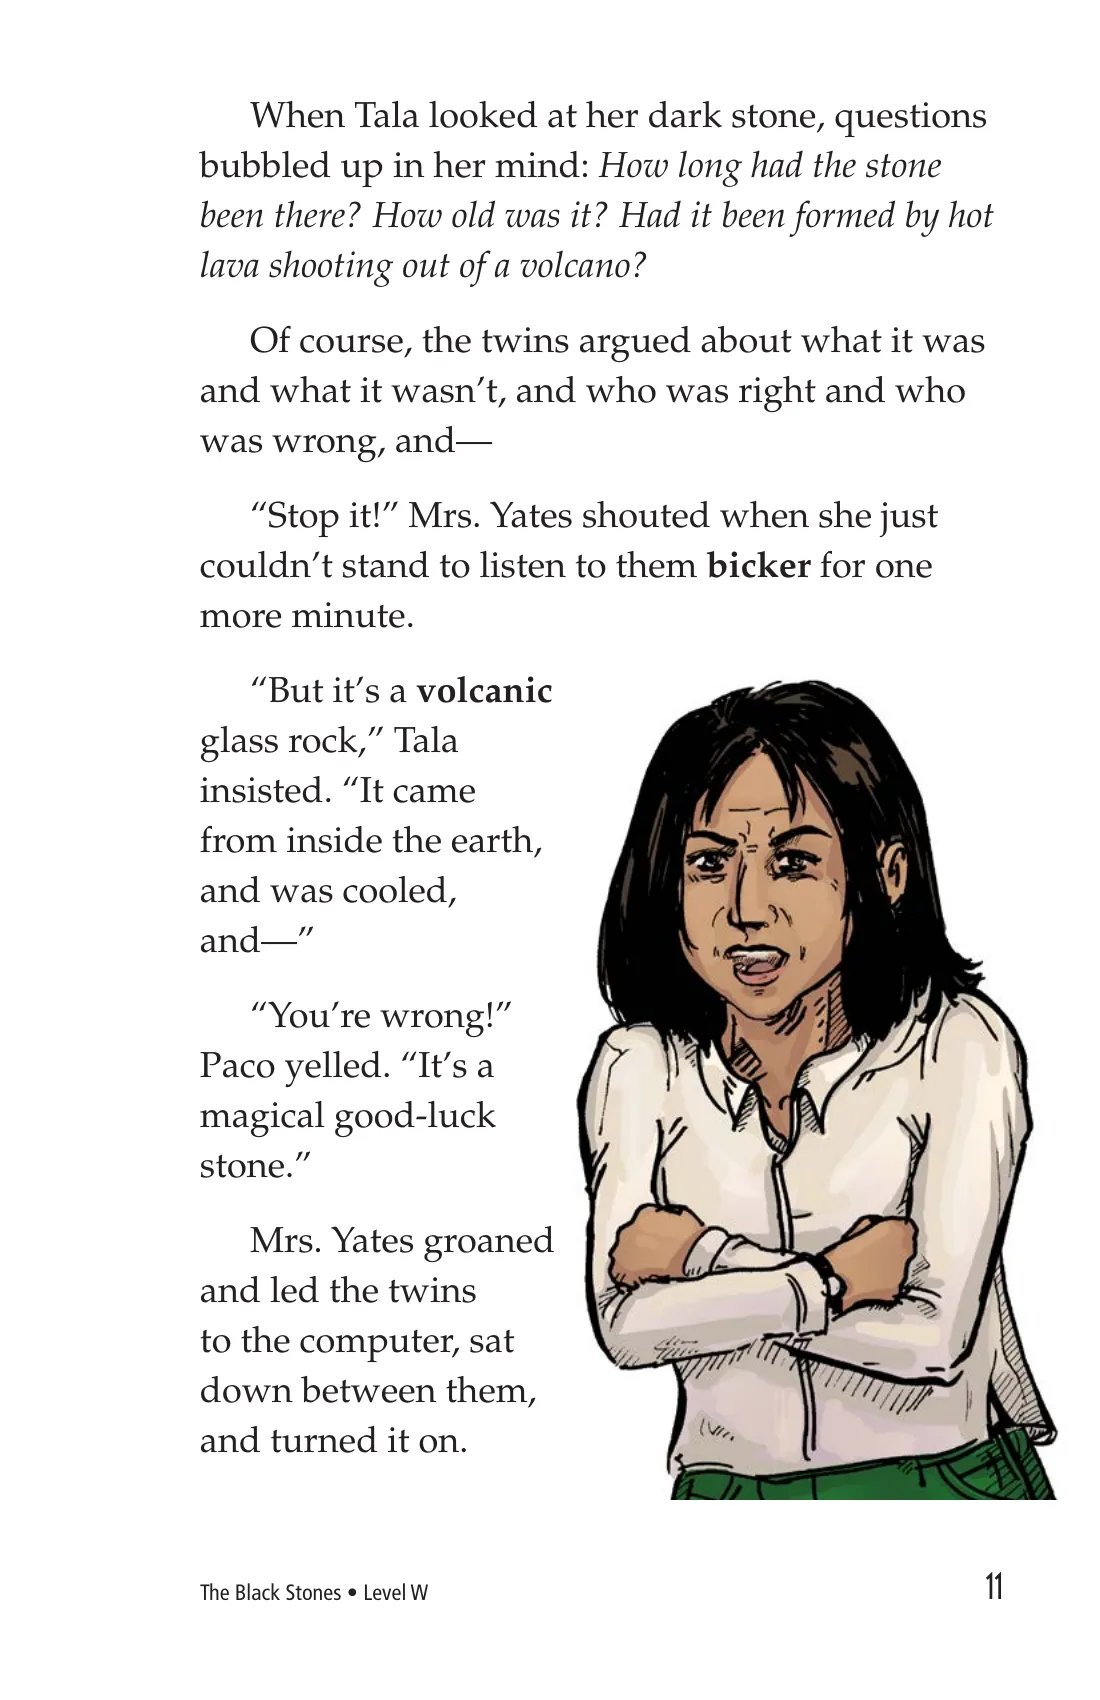 When Tala looked at her dark stone, questions
bubbled up in her mind: How long had the stone
been there? How old was it? Had it been formed by hot
lava shooting out of a volcano?
Of course, the twins argued about what it was
and what it wasn’t, and who was right and who
was wrong, and—
“Stop it!” Mrs. Yates shouted when she just
couldn’t stand to listen to them bicker for one
more minute.
“But it’s a volcanic
glass rock,” Tala
insisted. “It came
from inside the earth,
and was cooled,
and—”
“You’re wrong!”
Paco yelled. “It’s a
magical good-luck
stone.”
Mrs. Yates groaned
and led the twins
to the computer, sat
down between them,
and turned it on.
The Black Stones • Level W
11